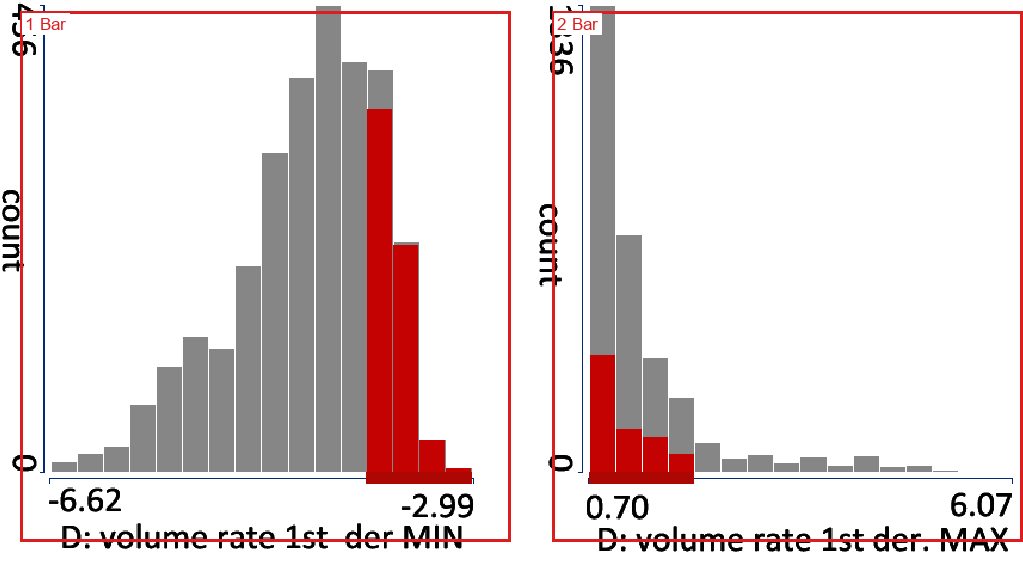 1 Bar
count
0
-6.62
-2.99
D: volume rate 1st der MIN
2 Bar
count
0
0.70
6.07
D: volume rate 1st der. MAX